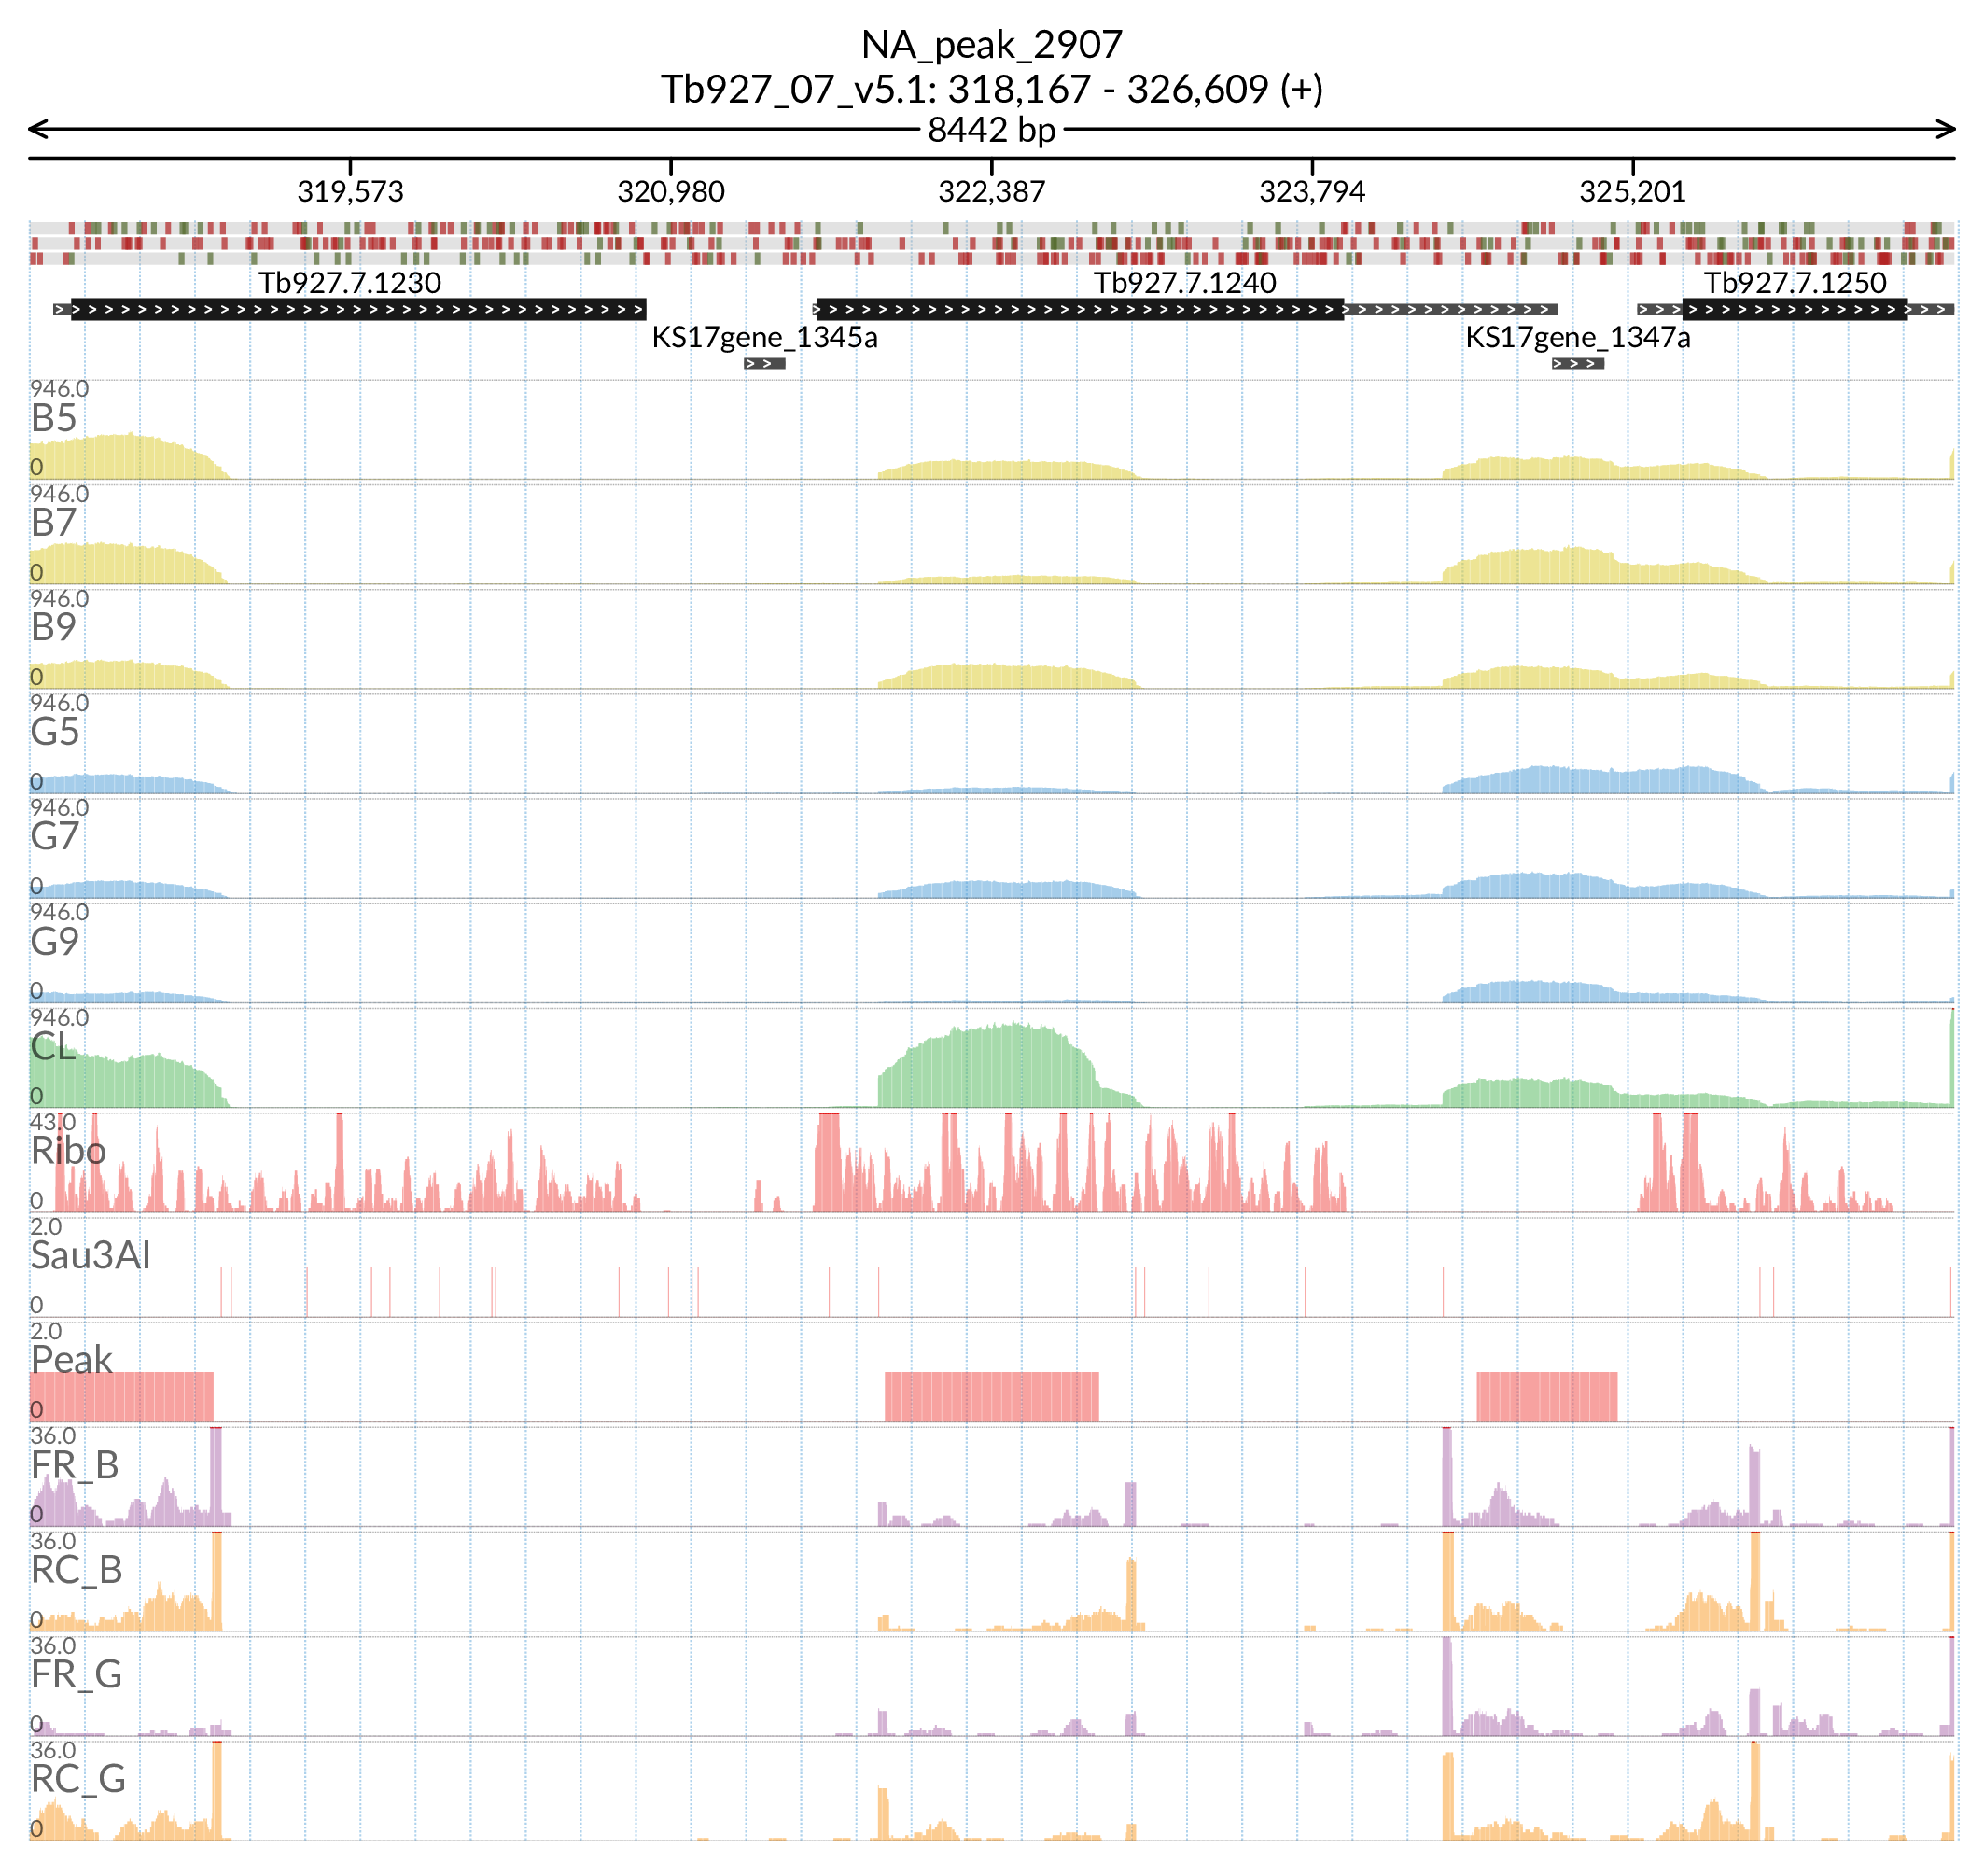 NA_peak_2907
Tb927_07_v5.1: 318,167 - 326,609 (+)
8442 bp
319,573 320,980 322,387 323,794 325,201
Tb927.7.1230 Tb927.7.1240 Tb927.7.1250
KS17gene_1345a KS17gene_1347a
946.0
B5
0
946.0
B7
0
946.0
B9
0
946.0
G5
0
946.0
G7
0
946.0
G9
0
946.0
CL
0
43.0
Ribo
0
2.0
Sau3AI
0
2.0
Peak
0
36.0
FR_B
0
36.0
RC_B
0
36.0
FR_G
0
36.0
RC_G
0